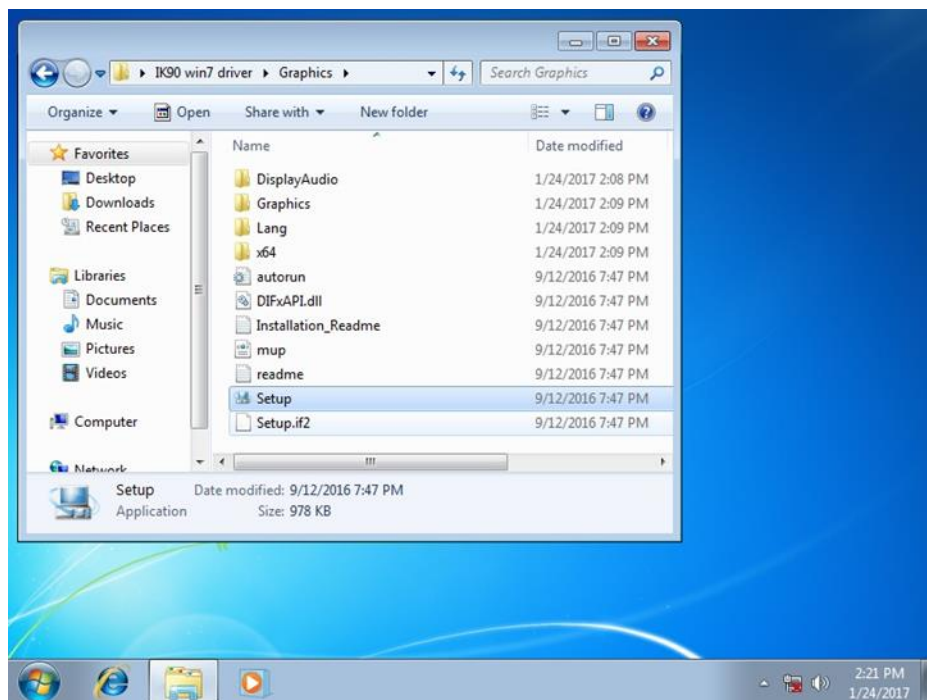 IK90 win7 driver Graphics Search Graphics
Organize Open Share with New folder
Favorites
Desktop
Downloads
Recent Places
Libraries
Documents
Music
Pictures
Videos
Computer
Network
Name Date modified
DisplayAudio 1/24/2017 2:08 PM
Graphics 1/24/2017 2:09 PM
Lang 1/24/2017 2:09 PM
x64 1/24/2017 2:09 PM
autorun 9/12/2016 7:47 PM
DIFxAPI.dll 9/12/2016 7:47 PM
Installation_Readme 9/12/2016 7:47 PM
mup 9/12/2016 7:47 PM
readme 9/12/2016 7:47 PM
Setup 9/12/2016 7:47 PM
Setup.if2 9/12/2016 7:47 PM
Setup Date modified: 9/12/2016 7:47 PM
Application Size: 978 KB
2:21 PM
1/24/2017